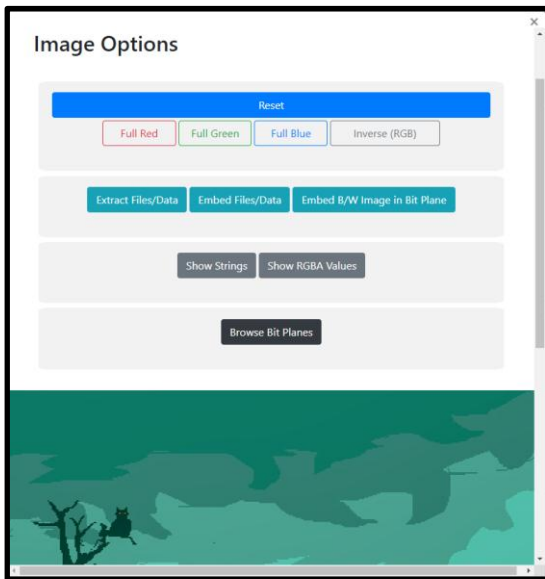 Image Options
Reset
Full Red Full Green Full Blue Inverse (RGB)
Extract Files/Data Embed Files/Data Embed B/W Image in Bit Plane
Show Strings Show RGBA Values
Browse Bit Planes